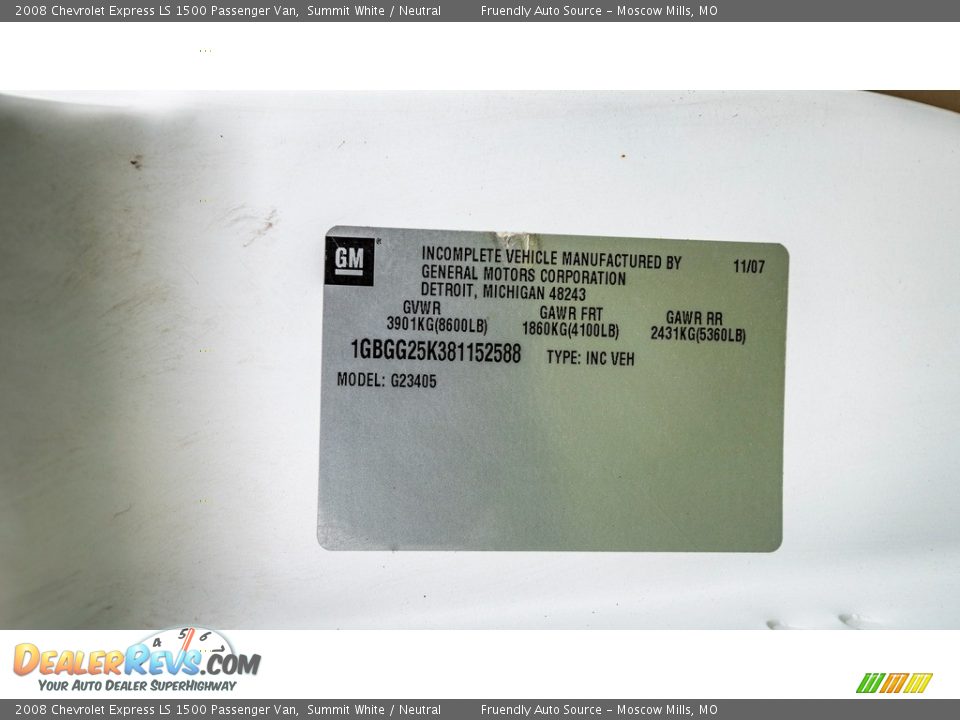 2008 Chevrolet Express LS 1500 Passenger Van, Summit White / Neutral Fruendly Auto Source - Moscow Mills, MO
GM
INCOMPLETE VEHICLE MANUFACTURED BY 11/07
GENERAL MOTORS CORPORATION
DETROIT, MICHIGAN 48243
GVWR GAWR FRT GAWR RR
3901KG(8600LB) 1860KG(4100LB) 2431KG(5360LB)
1GBGG25K381152588 TYPE: INC VEH
MODEL: G23405
4 5 6
DealerRevs.com
Your Auto Dealer SuperHighway
2008 Chevrolet Express LS 1500 Passenger Van, Summit White / Neutral Fruendly Auto Source - Moscow Mills, MO